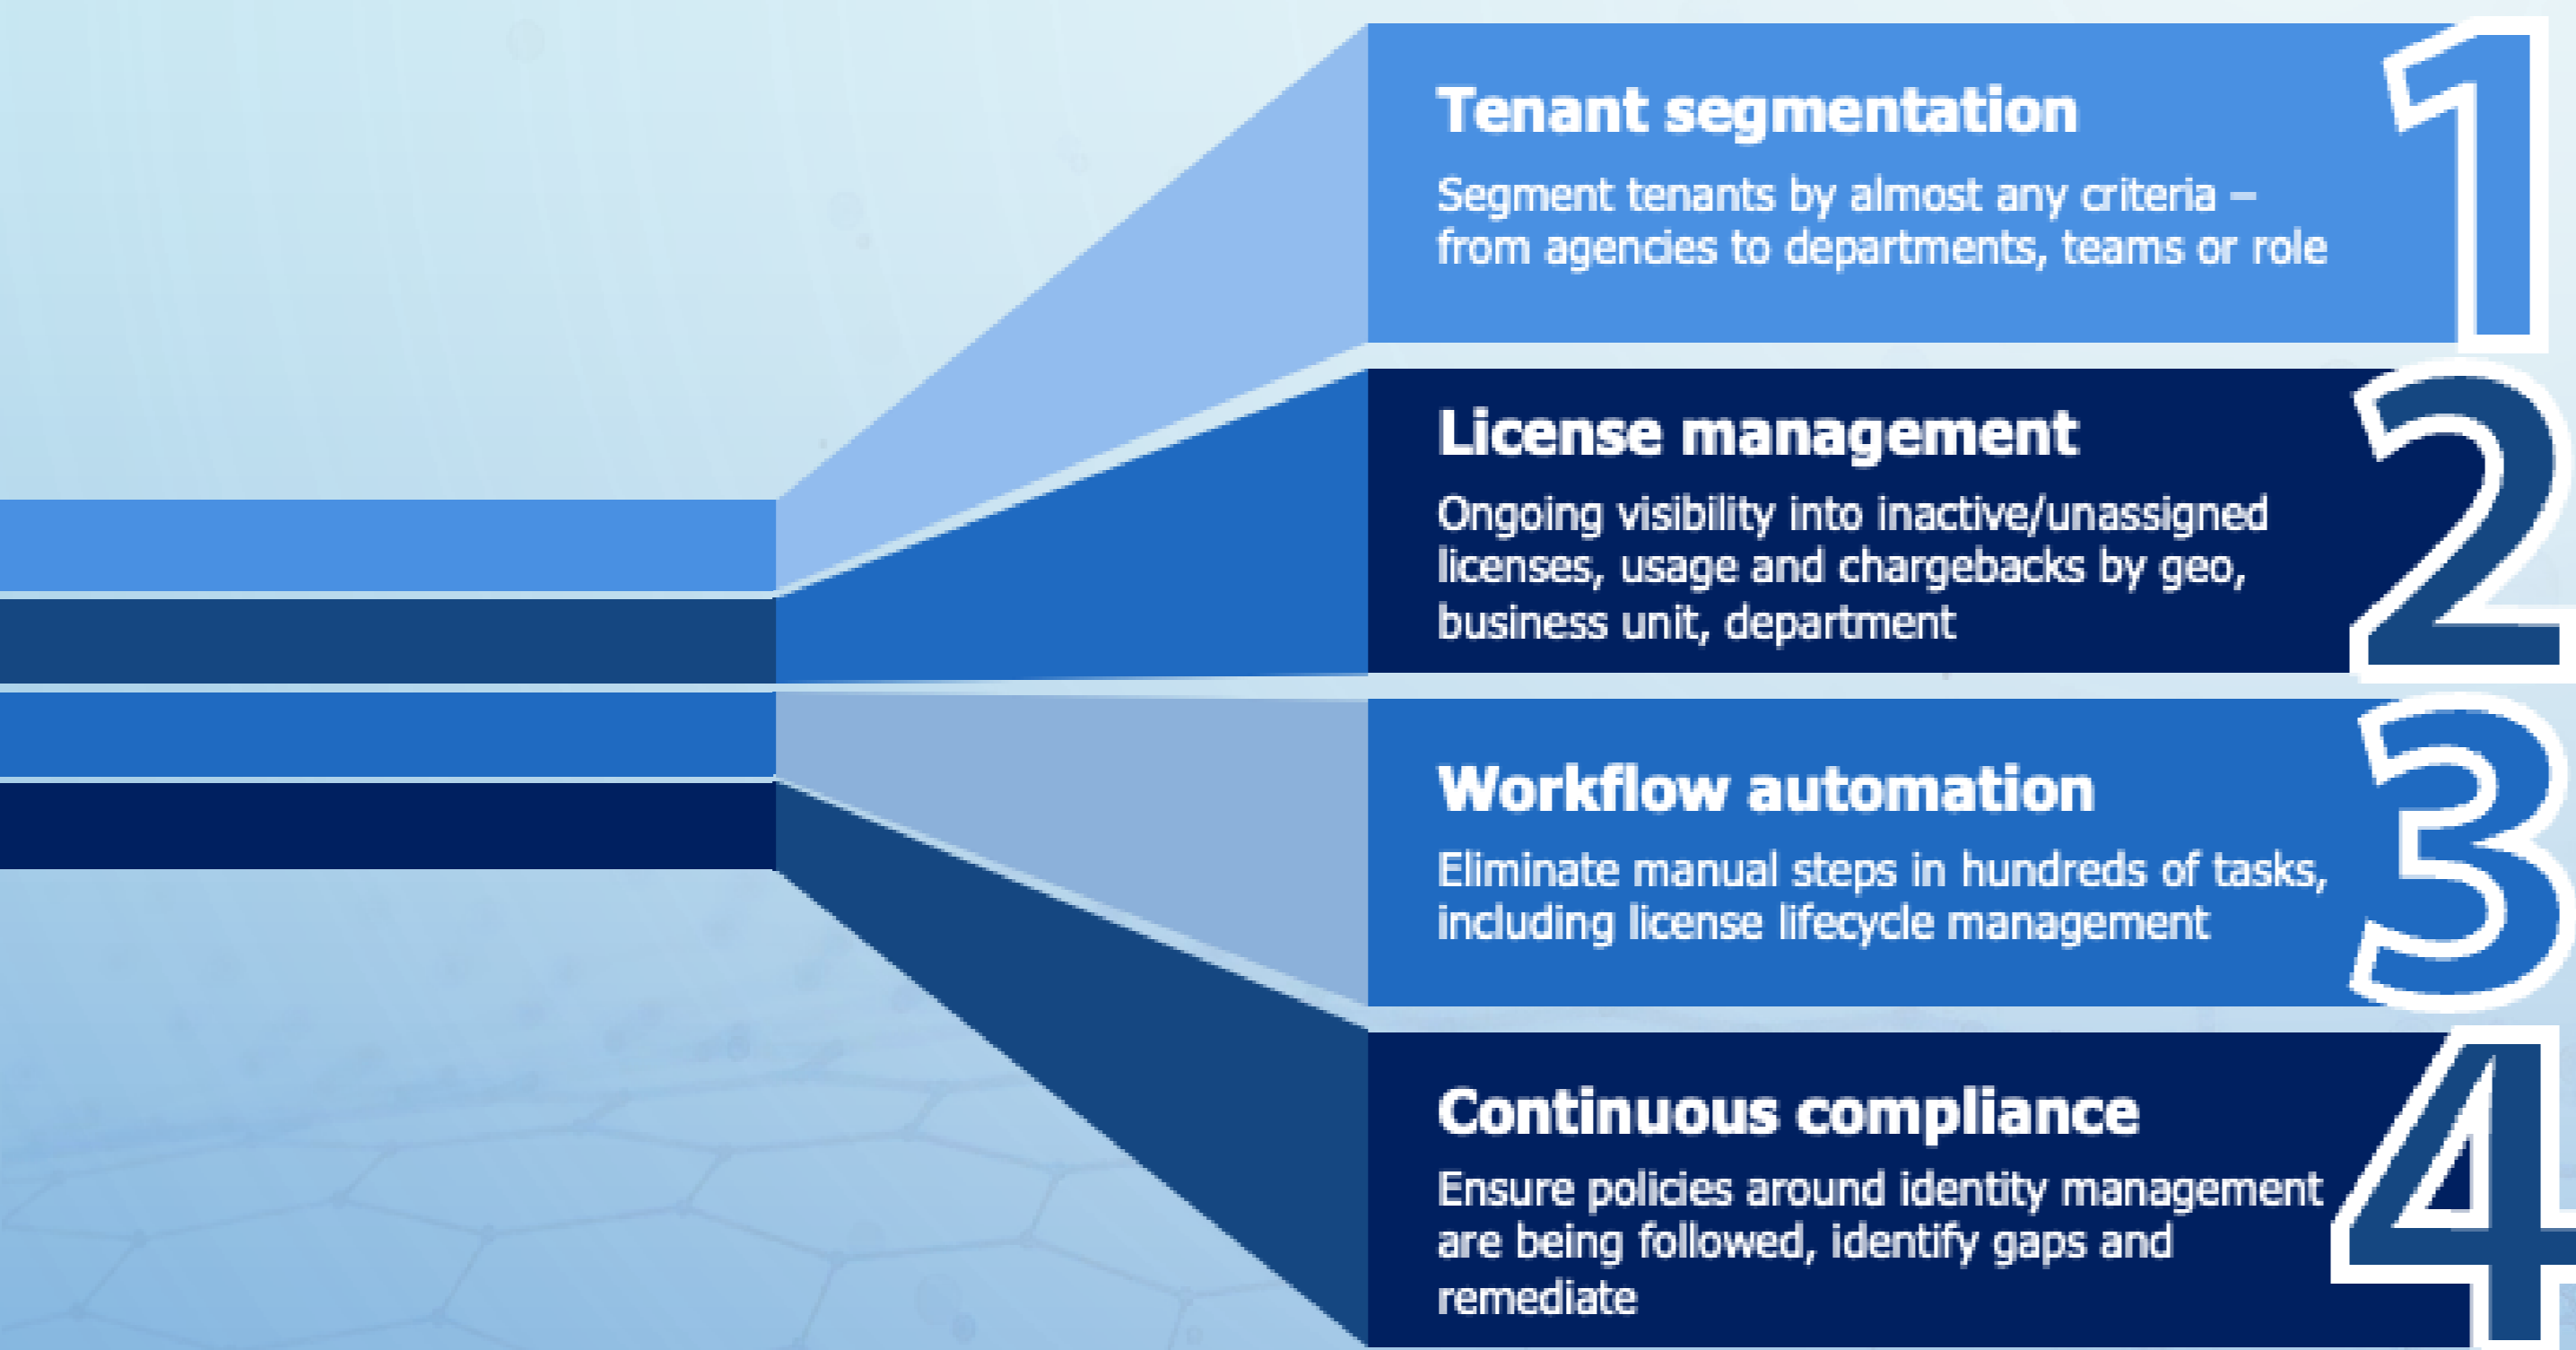 1
Tenant segmentation
Segment tenants by almost any criteria –
from agencies to departments, teams or role
2
License management
Ongoing visibility into inactive/unassigned
licenses, usage and chargebacks by geo,
business unit, department
3
Workflow automation
Eliminate manual steps in hundreds of tasks,
including license lifecycle management
4
Continuous compliance
Ensure policies around identity management
are being followed, identify gaps and
remediate